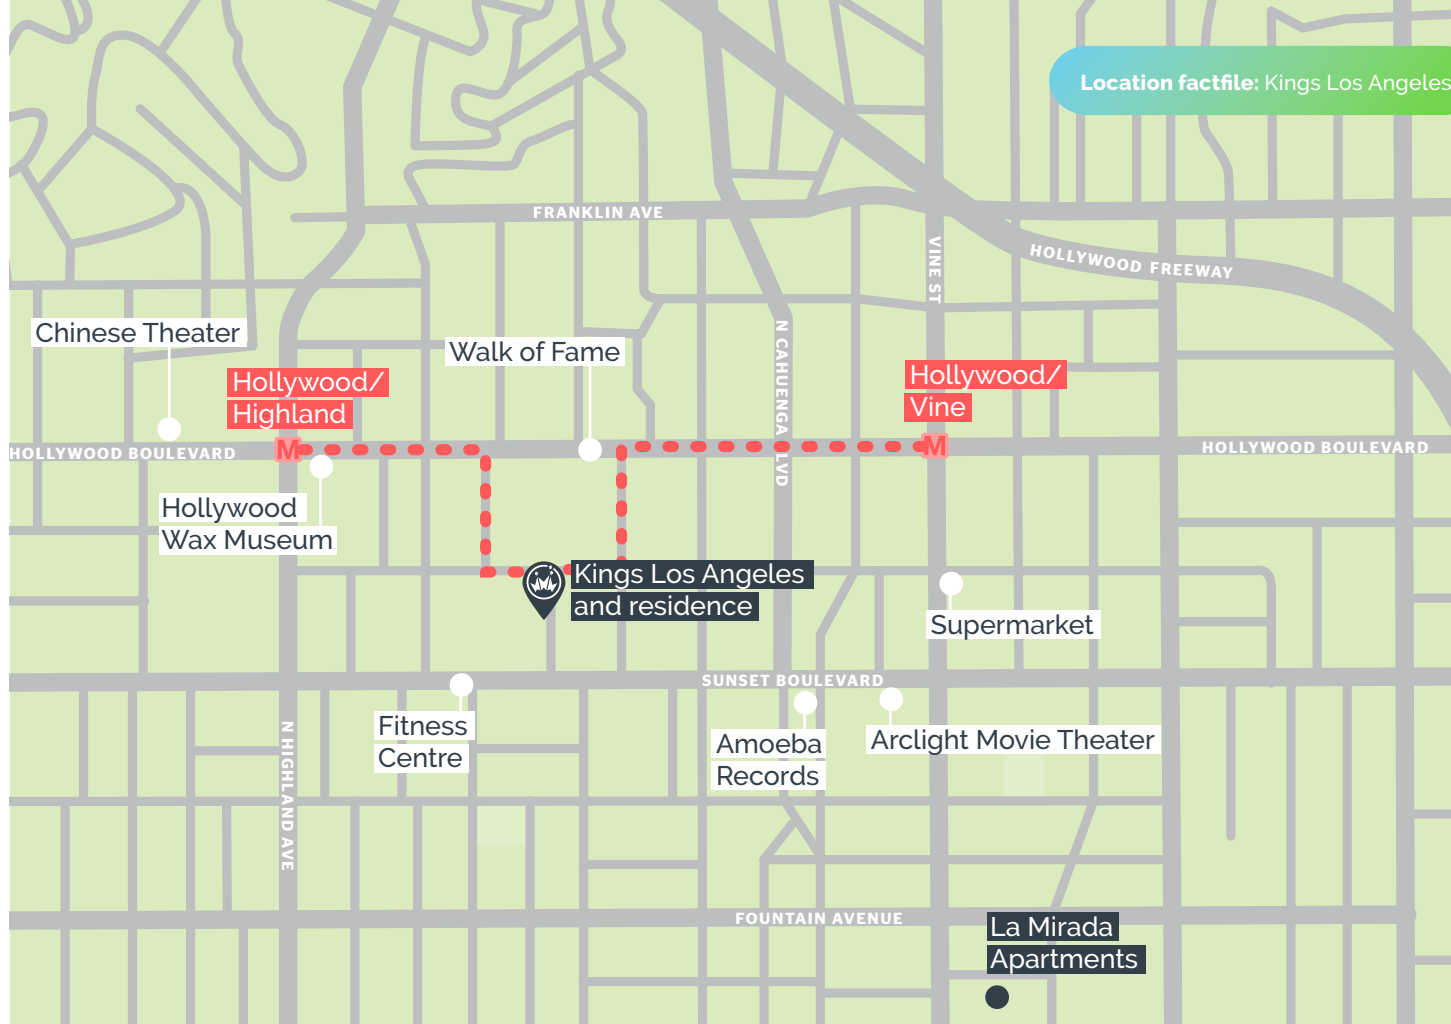 Location factfile: Kings Los Angeles
FRANKLIN AVE
VINE ST
HOLLYWOOD FREEWAY
Chinese Theater
Walk of Fame
N CAHUENGA LVD
Hollywood/
Highland
Hollywood/
Vine
M
M
HOLLYWOOD BOULEVARD
HOLLYWOOD BOULEVARD
Hollywood
Wax Museum
Kings Los Angeles
and residence
Supermarket
SUNSET BOULEVARD
Fitness
Centre
Amoeba
Records
Arclight Movie Theater
N HIGHLAND AVE
FOUNTAIN AVENUE
La Mirada
Apartments